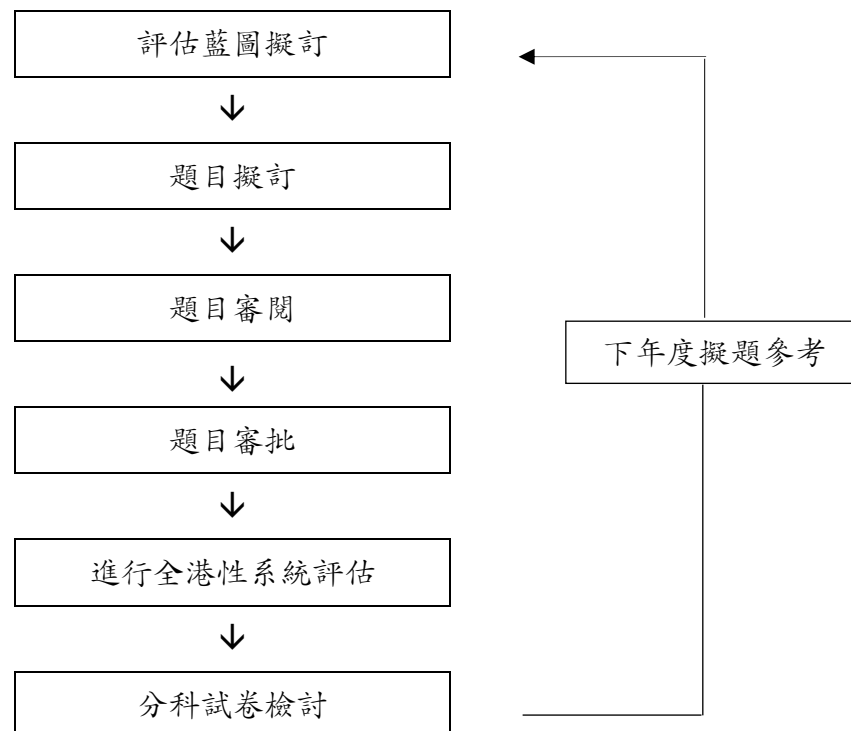 評估藍圖擬訂
題目擬訂
題目審閱
題目審批
進行全港性系統評估
分科試卷檢討
下年度擬題參考